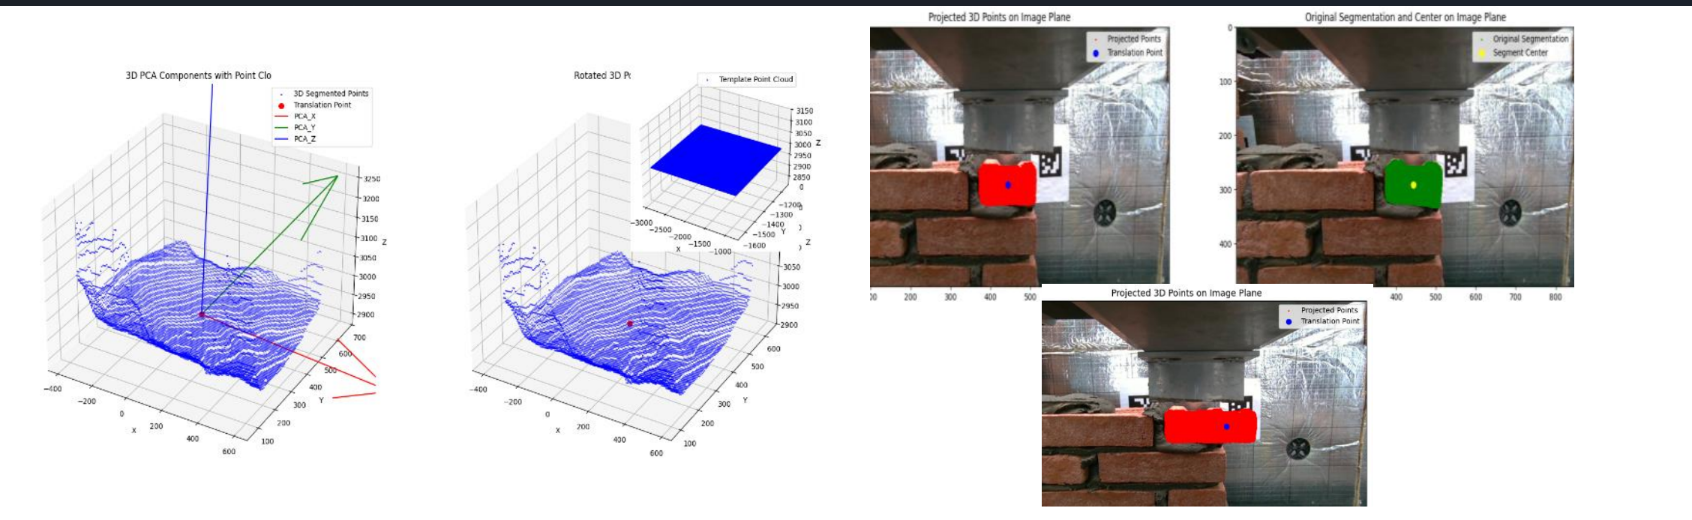 3D PCA Components with Point Clo
3D Segmented Points
Translation Point
PCA_X
PCA_Y
PCA_Z
3250
3200
3150
3100
3050
3000
2950
2900
Z
700
600
500
400
300
200
100
Y
−400
−200
0
200
400
600
X
Rotated 3D P
3050
3000
2950
2900
Z
600
500
400
300
200
100
Y
−400
−200
0
200
400
600
X
Template Point Cloud
3150
3100
3050
3000
2950
2900
2850
Z
−1200
−1300
−1400
−1500
−1600
Y
−3000
−2500
−2000
−1500
−1000
X
Projected 3D Points on Image Plane
Projected Points
Translation Point
00
200
300
400
500
Original Segmentation and Center on Image Plane
Original Segmentation
Segment Center
0
100
200
300
400
400
500
600
700
800
Projected 3D Points on Image Plane
Projected Points
Translation Point